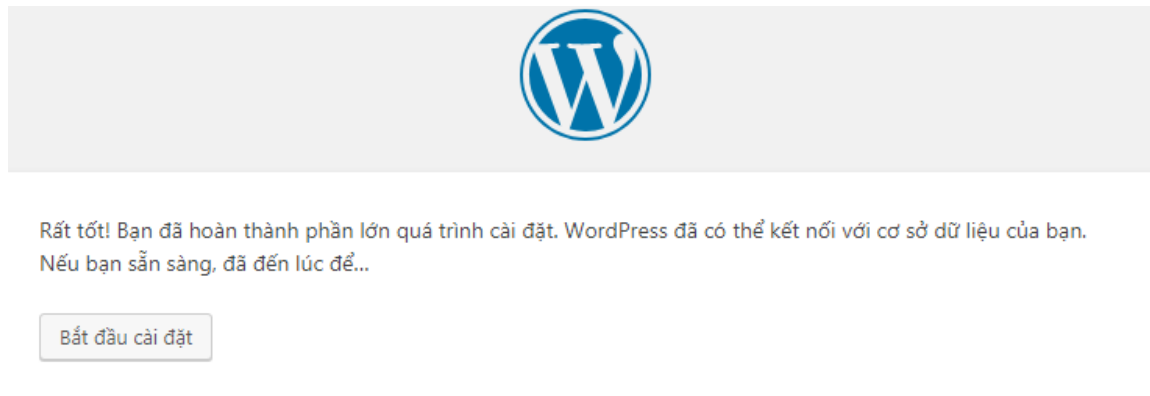 Rất tốt! Bạn đã hoàn thành phần lớn quá trình cài đặt. WordPress đã có thể kết nối với cơ sở dữ liệu của bạn.
Nếu bạn sẵn sàng, đã đến lúc để...
Bắt đầu cài đặt